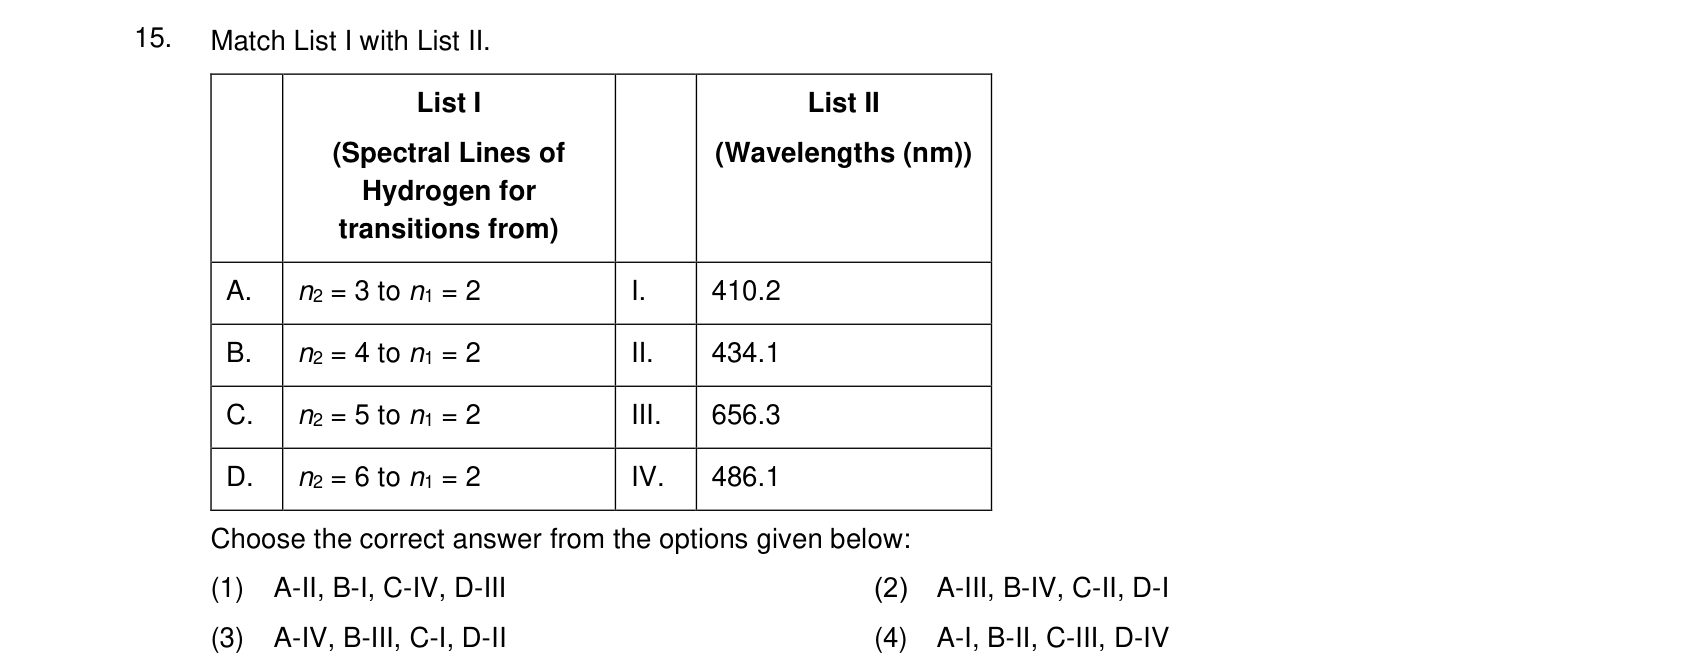 15. Match List I with List II.
List I List II
(Spectral Lines of (Wavelengths (nm))
Hydrogen for
transitions from)
A. n₂ = 3 to n₁ = 2 I. 410.2
B. n₂ = 4 to n₁ = 2 II. 434.1
C. n₂ = 5 to n₁ = 2 III. 656.3
D. n₂ = 6 to n₁ = 2 IV. 486.1
Choose the correct answer from the options given below:
(1) A-II, B-I, C-IV, D-III (2) A-III, B-IV, C-II, D-I
(3) A-IV, B-III, C-I, D-II (4) A-I, B-II, C-III, D-IV